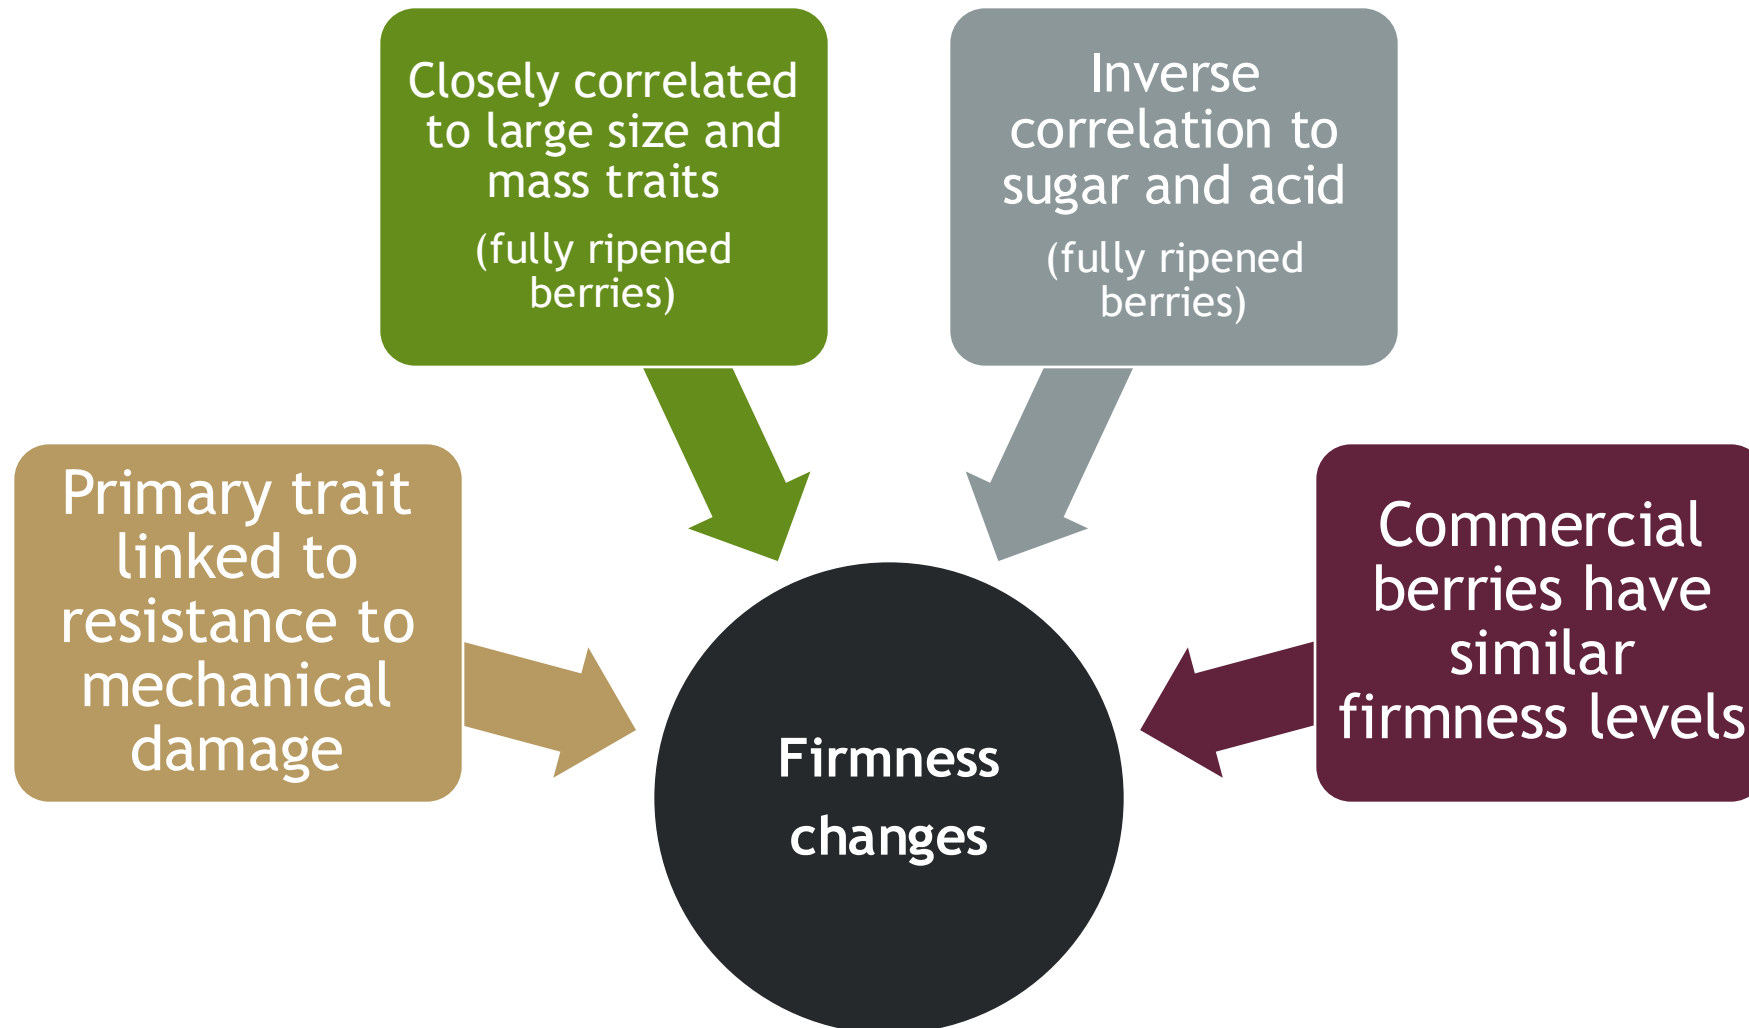 Closely correlated
to large size and
mass traits
(fully ripened
berries)
Inverse
correlation to
sugar and acid
(fully ripened
berries)
Primary trait
linked to
resistance to
mechanical
damage
Commercial
berries have
similar
firmness levels
Firmness
changes